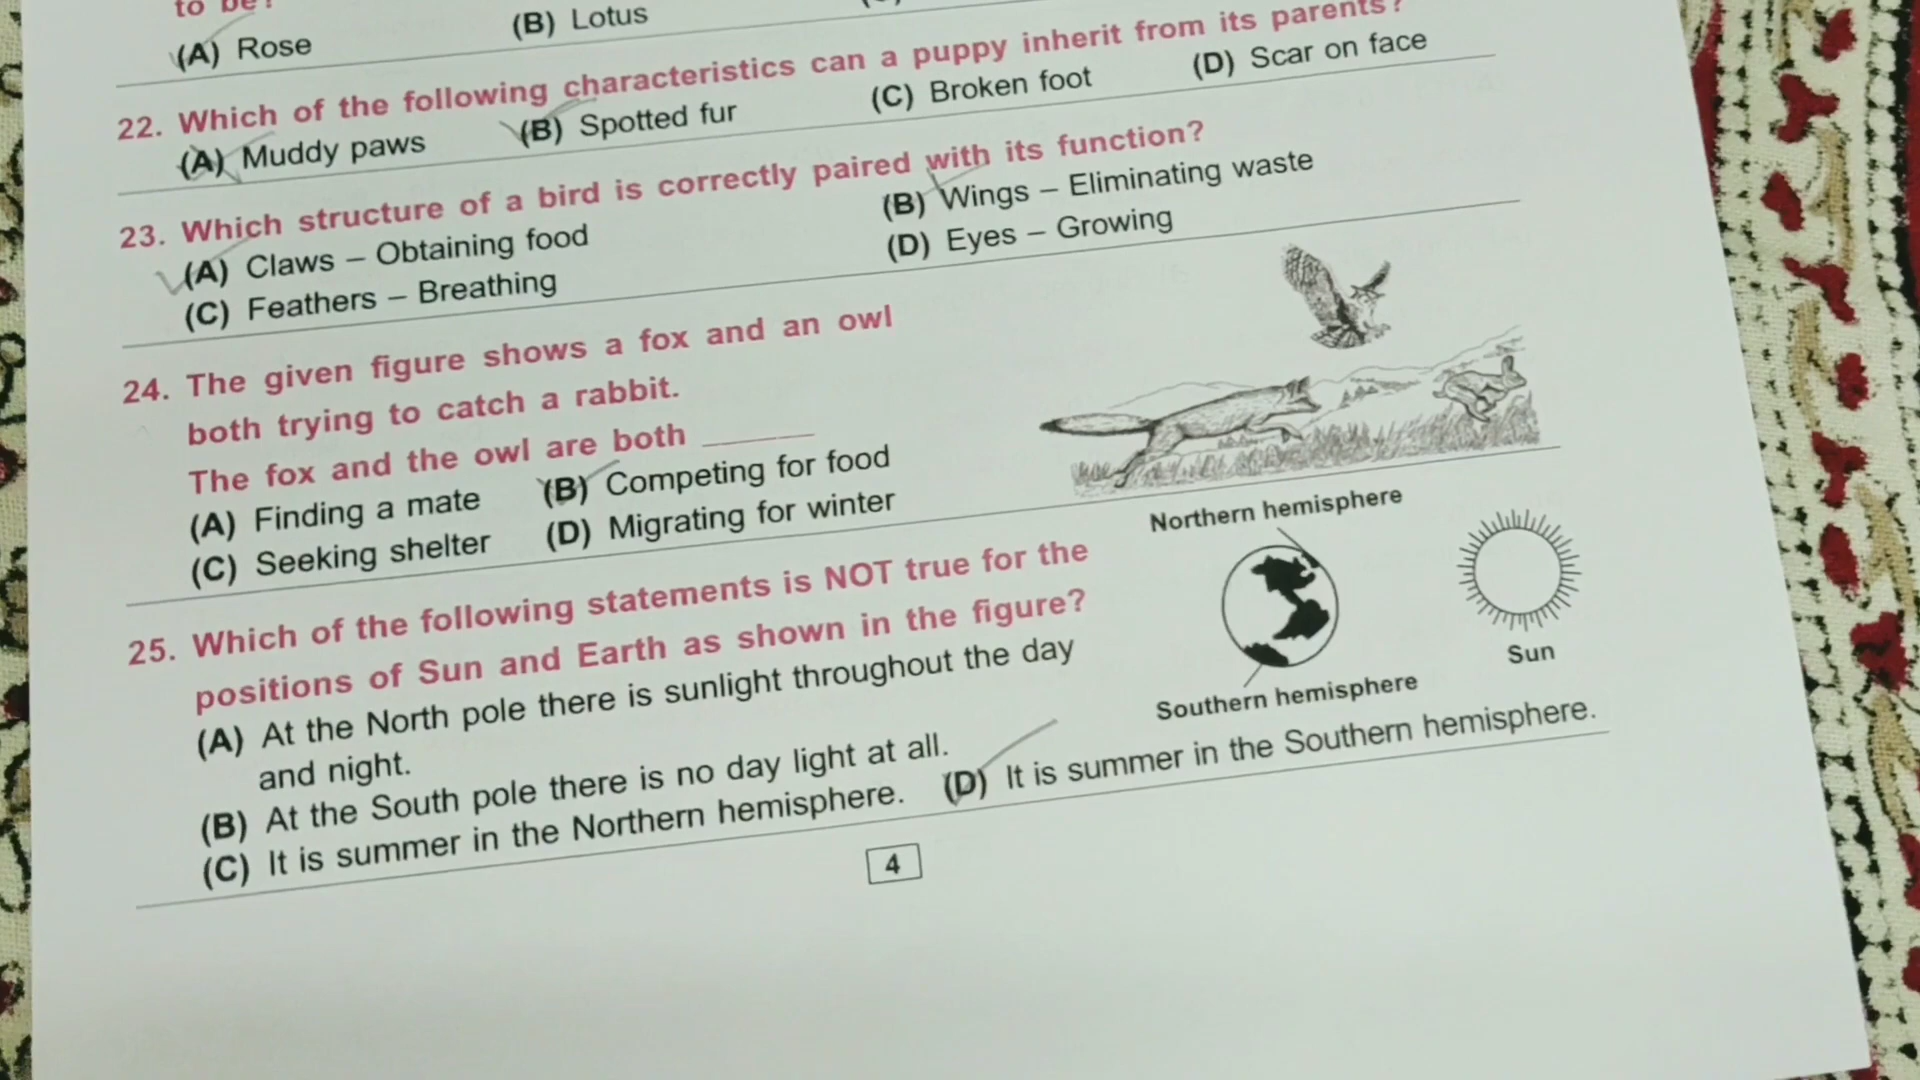 to be?
(A) Rose
(B) Lotus
22. Which of the following characteristics can a puppy inherit from its parents?
(A) Muddy paws (B) Spotted fur (C) Broken foot (D) Scar on face
23. Which structure of a bird is correctly paired with its function?
(A) Claws – Obtaining food (B) Wings – Eliminating waste
(C) Feathers – Breathing (D) Eyes – Growing
24. The given figure shows a fox and an owl
both trying to catch a rabbit.
The fox and the owl are both ______
(A) Finding a mate (B) Competing for food
(C) Seeking shelter (D) Migrating for winter
25. Which of the following statements is NOT true for the
positions of Sun and Earth as shown in the figure?
Northern hemisphere
Sun
Southern hemisphere
(A) At the North pole there is sunlight throughout the day
and night.
(B) At the South pole there is no day light at all.
(C) It is summer in the Northern hemisphere. (D) It is summer in the Southern hemisphere.
4